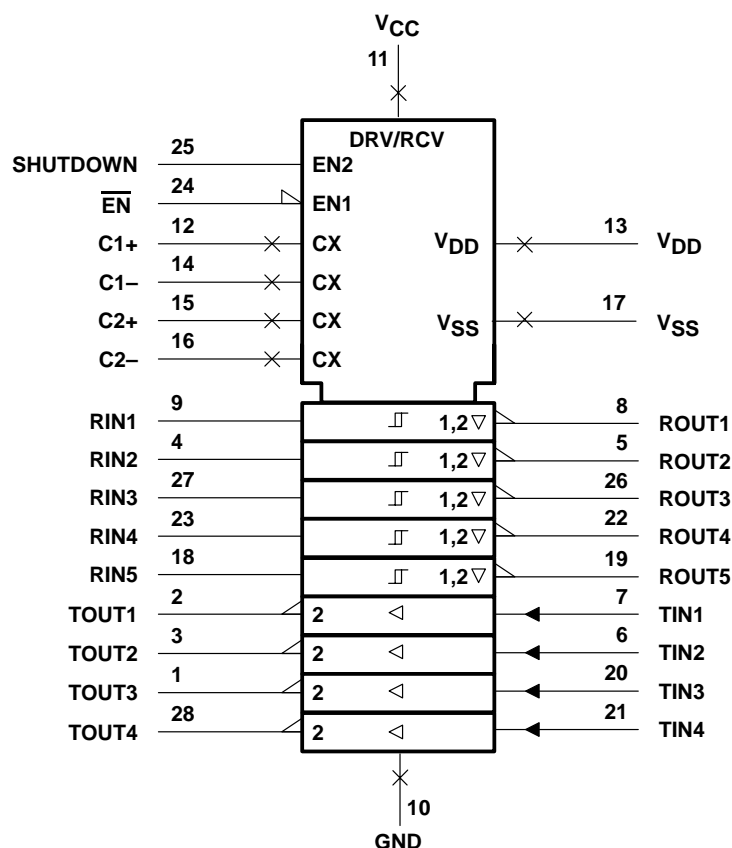 VCC
11
DRV/RCV
SHUTDOWN 25 EN2
EN 24 EN1
C1+ 12 CX VDD 13 VDD
C1– 14 CX
C2+ 15 CX VSS 17 VSS
C2– 16 CX
RIN1 9 1,2 8 ROUT1
RIN2 4 1,2 5 ROUT2
RIN3 27 1,2 26 ROUT3
RIN4 23 1,2 22 ROUT4
RIN5 18 1,2 19 ROUT5
TOUT1 2 2 7 TIN1
TOUT2 3 2 6 TIN2
TOUT3 1 2 20 TIN3
TOUT4 28 2 21 TIN4
10
GND